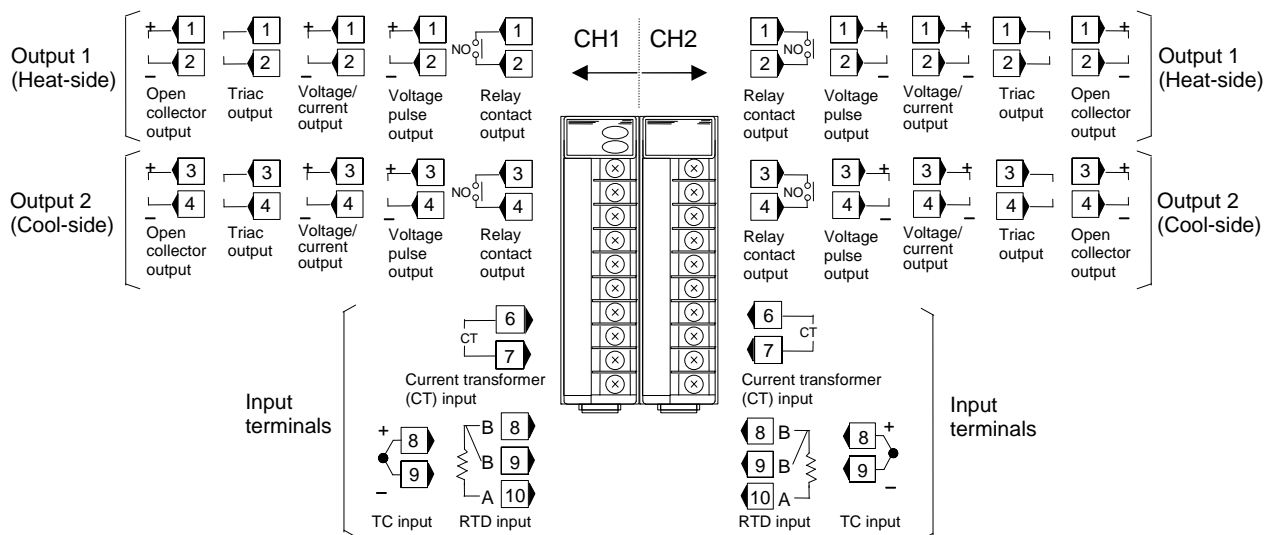 CH1 CH2
Output 1
(Heat-side)
+ 1 1 + 1 + 1 NO 1
− 2 2 − 2 − 2 2
Open
collector
output
Triac
output
Voltage/
current
output
Voltage
pulse
output
Relay
contact
output
1 NO 1 + 1 + 1 1 +
2 2 − 2 − 2 2 −
Relay
contact
output
Voltage
pulse
output
Voltage/
current
output
Triac
output
Open
collector
output
Output 1
(Heat-side)
Output 2
(Cool-side)
+ 3 3 + 3 + 3 NO 3
− 4 4 − 4 − 4 4
Open
collector
output
Triac
output
Voltage/
current
output
Voltage
pulse
output
Relay
contact
output
3 NO 3 + 3 + 3 3 +
4 4 − 4 − 4 4 −
Relay
contact
output
Voltage
pulse
output
Voltage/
current
output
Triac
output
Open
collector
output
Output 2
(Cool-side)
Input
terminals
6
CT
7
Current transformer
(CT) input
+ 8
− 9
TC input
B 8
B 9
A 10
RTD input
6
CT
7
Current transformer
(CT) input
8 B
9 B
10 A
RTD input
8 +
9 −
TC input
Input
terminals